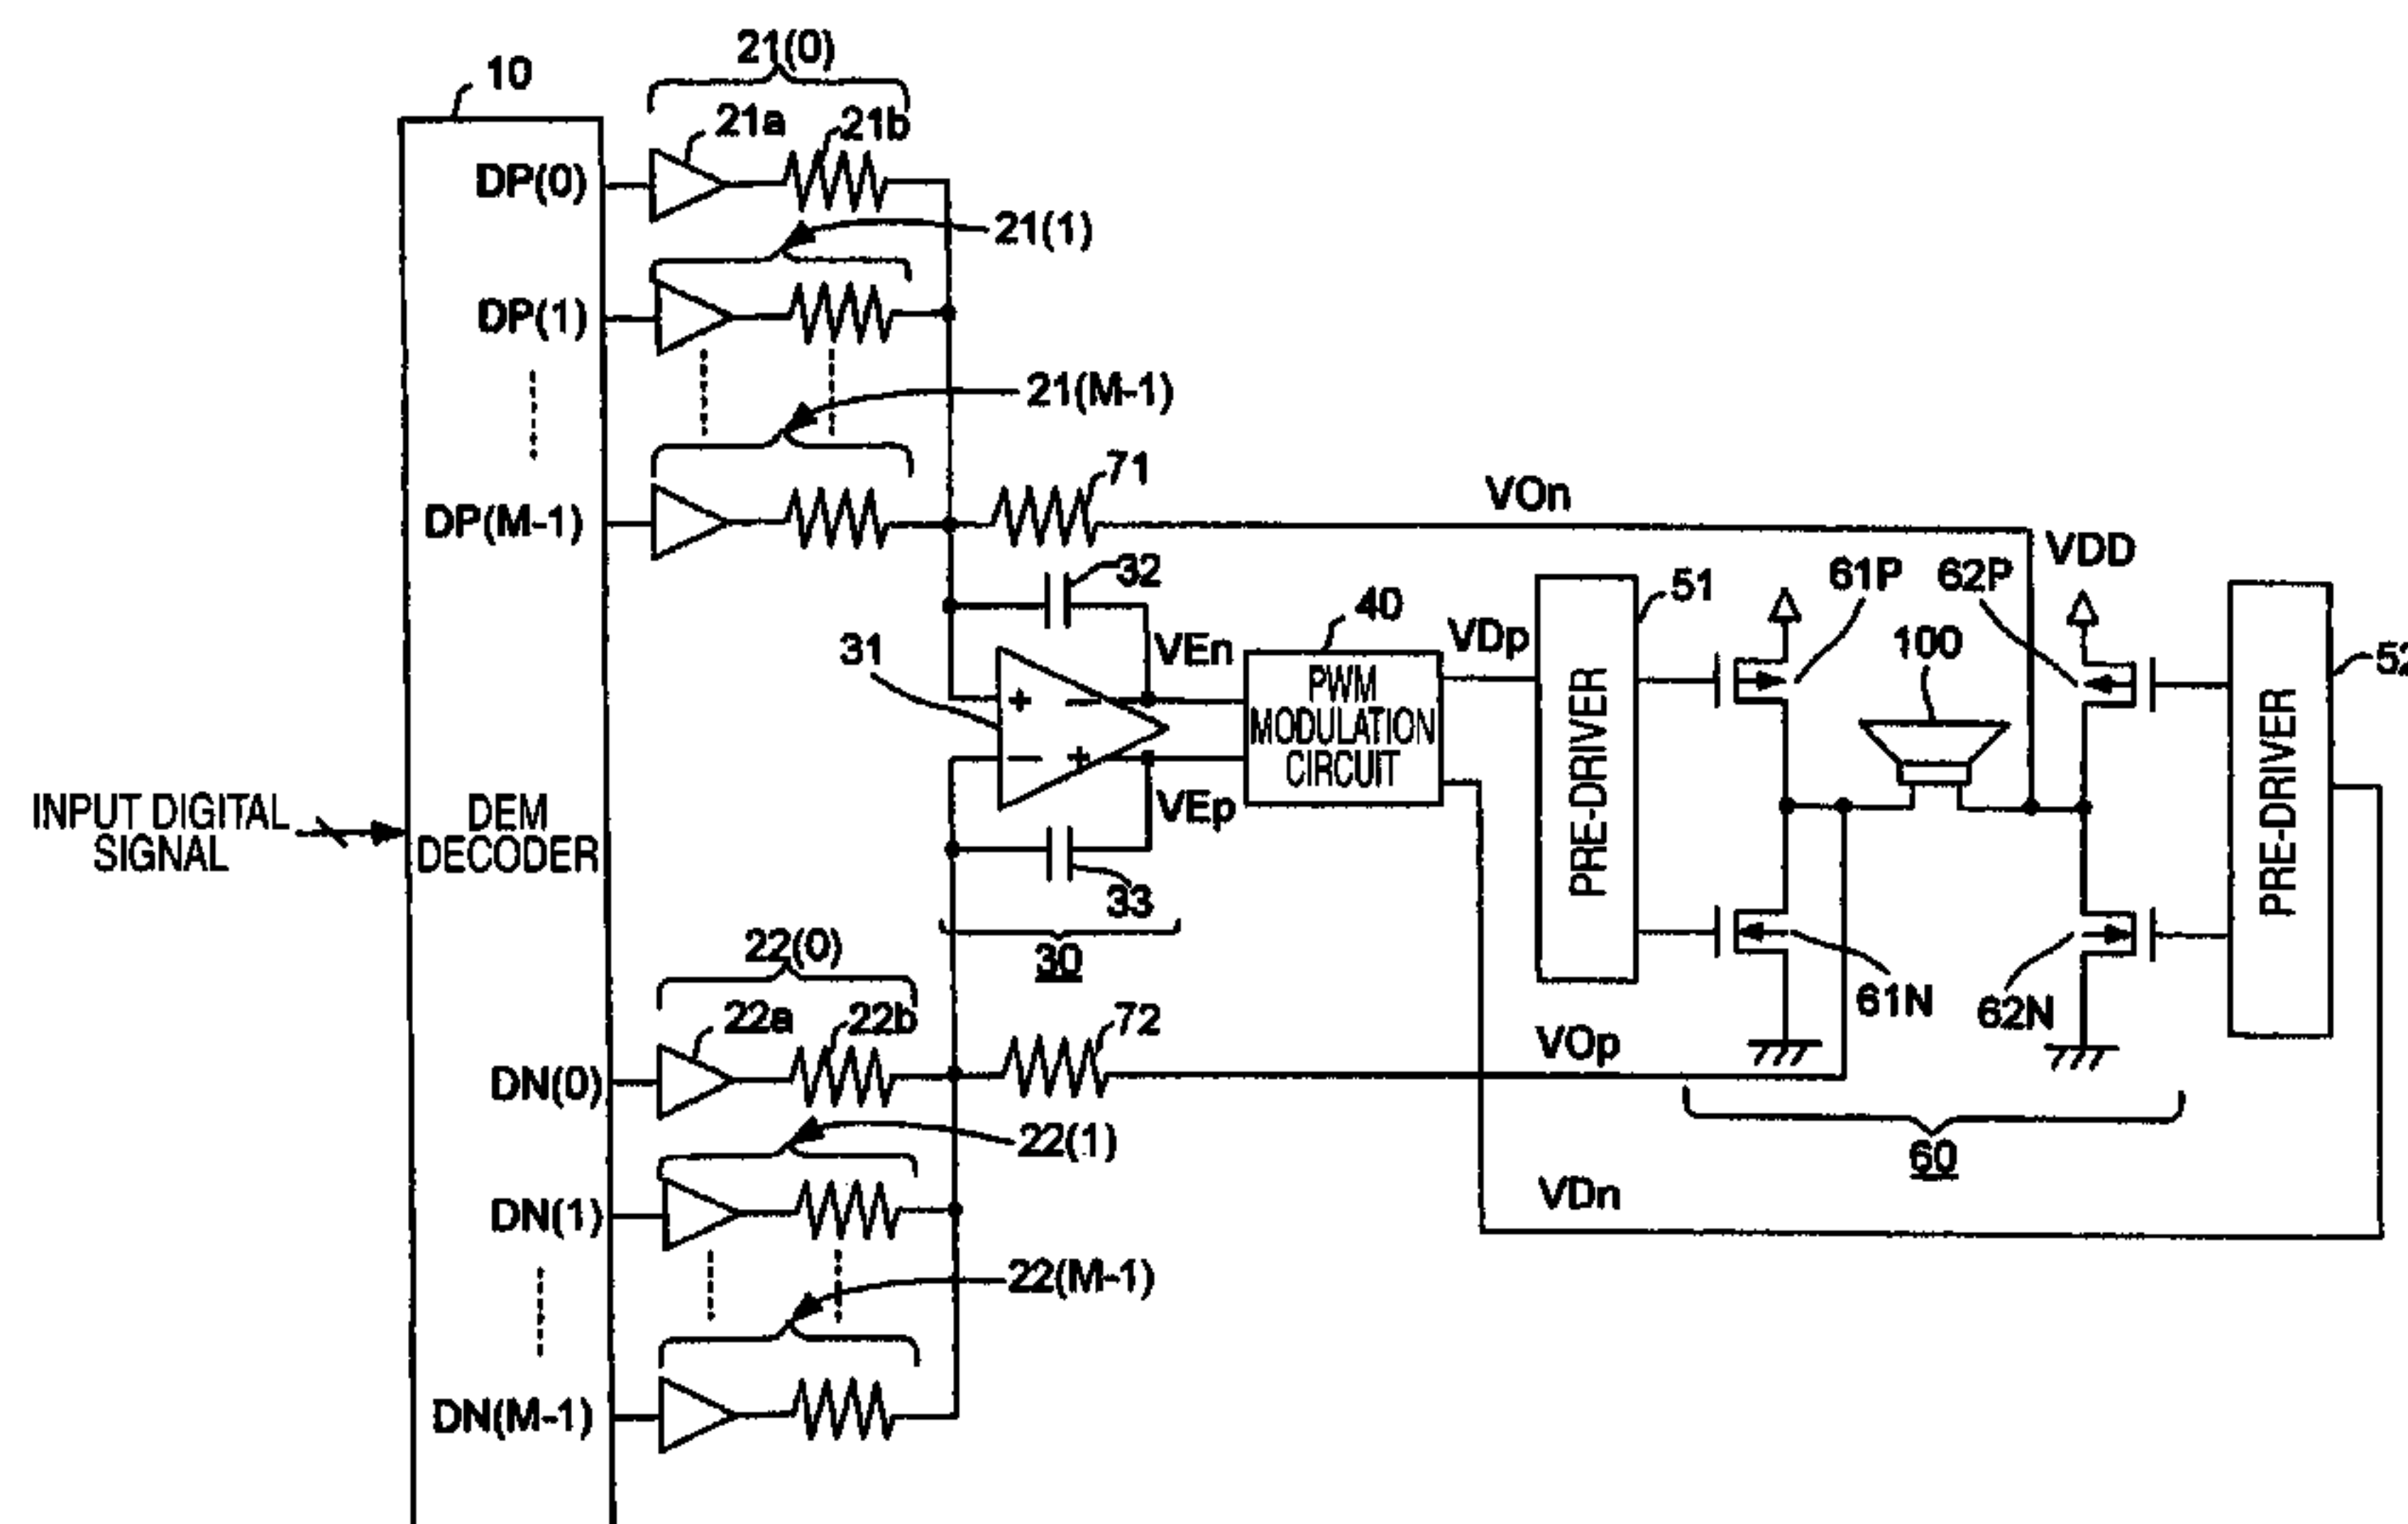 10
21(0)
21a
21b
DP(0)
21(1)
DP(1)
21(M-1)
71
DP(M-1)
VOn
VDD
32
40
51
61P
62P
31
VEn
VDp
100
52
+
−
PWM
MODULATION
CIRCUIT
PRE-DRIVER
PRE-DRIVER
−
+
VEp
INPUT DIGITAL
SIGNAL
DEM
DECODER
33
30
22(0)
22a
22b
61N
62N
72
VOp
DN(0)
22(1)
60
DN(1)
VDn
22(M-1)
DN(M-1)